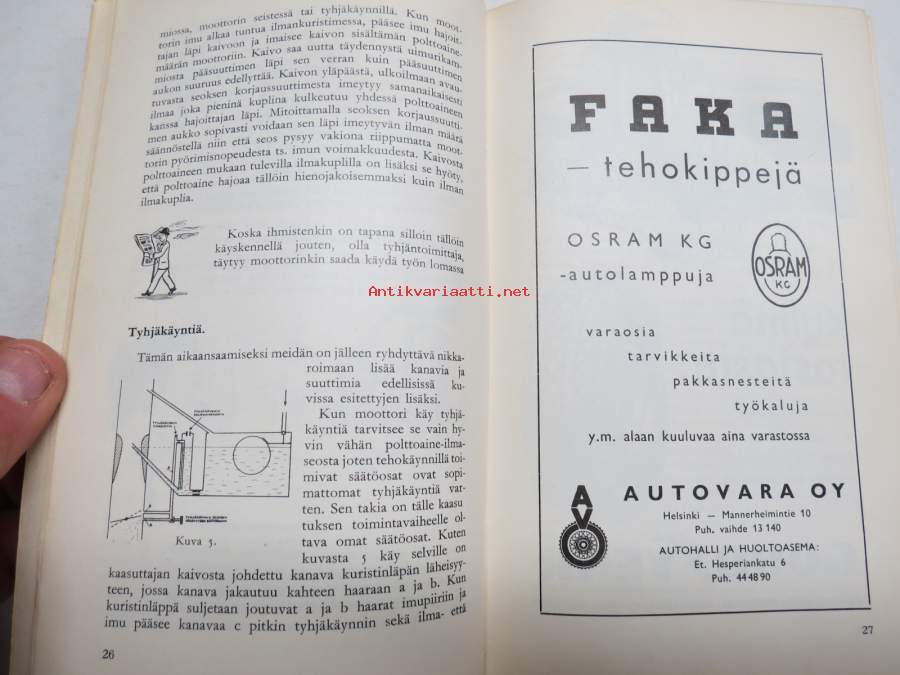 miossa, moottorin seistessä tai tyhjäkäynnillä. Kun moot-
torin imu alkaa tuntua ilmankuristimessa, pääsee imu hajoit-
tajan läpi kaivoon ja imaisee kaivon sisältämän polttoaine-
määrän moottoriin. Kaivo saa uutta täydennystä uimurikam-
miosta pääsuuttimen läpi sen verran kuin pääsuuttimen
aukon suuruus edellyttää. Kaivon yläpäästä, ulkoilmaan avau-
tuvasta seoksen korjaussuuttimesta imeytyy samanaikaisesti
ilmaa joka pieninä kuplina kulkeutuu yhdessä polttoaineen
kanssa hajoittajan läpi. Mitoittamalla seoksen korjaussuutti-
men aukko sopivasti voidaan sen läpi imeytyvän ilman määrä
säännöstellä niin että seos pysyy vakiona riippumatta moot-
torin pyörimisnopeudesta ts. imun voimakkuudesta. Kaivosta
polttoaineen mukaan tulevilla ilmakuplilla on lisäksi se hyöty,
että polttoaine hajoaa tällöin hienojakoisemmaksi kuin ilman
ilmakuplia.
Koska ihmistenkin on tapana silloin tällöin
käyskennellä jouten, olla tyhjäntoimittaja,
täytyy moottorinkin saada käydä työn lomassa
Tyhjäkäyntiä.
Tämän aikaansaamiseksi meidän on jälleen ryhdyttävä nikka-
roimaan lisää kanavia ja
suuttimia edellisissä ku-
vissa esitettyjen lisäksi.
Kun moottori käy tyhjä-
käyntiä tarvitsee se vain hy-
vin vähän polttoaine-ilma-
seosta joten tehokäynnillä toi-
mivat säätöosat ovat sopi-
mattomat tyhjäkäyntiä var-
ten. Sen takia on tälle kaasu
tuksen toimintavaiheelle ol-
tava omat säätöosat. Kuten
kuvasta 5 käy selville on
Kuva 5.
kaasuttajan kaivosta johdettu kanava kuristinläpän läheisyy-
teen, jossa kanava jakautuu kahteen haaraan a ja b. Kun
kuristinläppä suljetaan joutuvat a ja b haarat imupiiriin ja
imu pääsee kanavaa c pitkin tyhjäkäynnin sekä ilma- että
26
Antikvariaatti.net
FAKA
– tehokippejä
OSRAM KG
-autolamppuja
OSRAM
KG
varaosia
tarvikkeita
pakkasnesteitä
työkaluja
y.m. alaan kuuluvaa aina varastossa
AV
AUTOVARA OY
Helsinki – Mannerheimintie 10
Puh. vaihde 13 140
AUTOHALLI JA HUOLTOASEMA:
Et. Hesperiankatu 6
Puh. 448 90
27